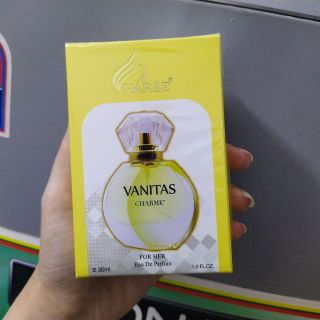 CHARME®
VANITAS
CHARME®
FOR HER
Eau De Parfum
e 30ml
1.0 FL.OZ.